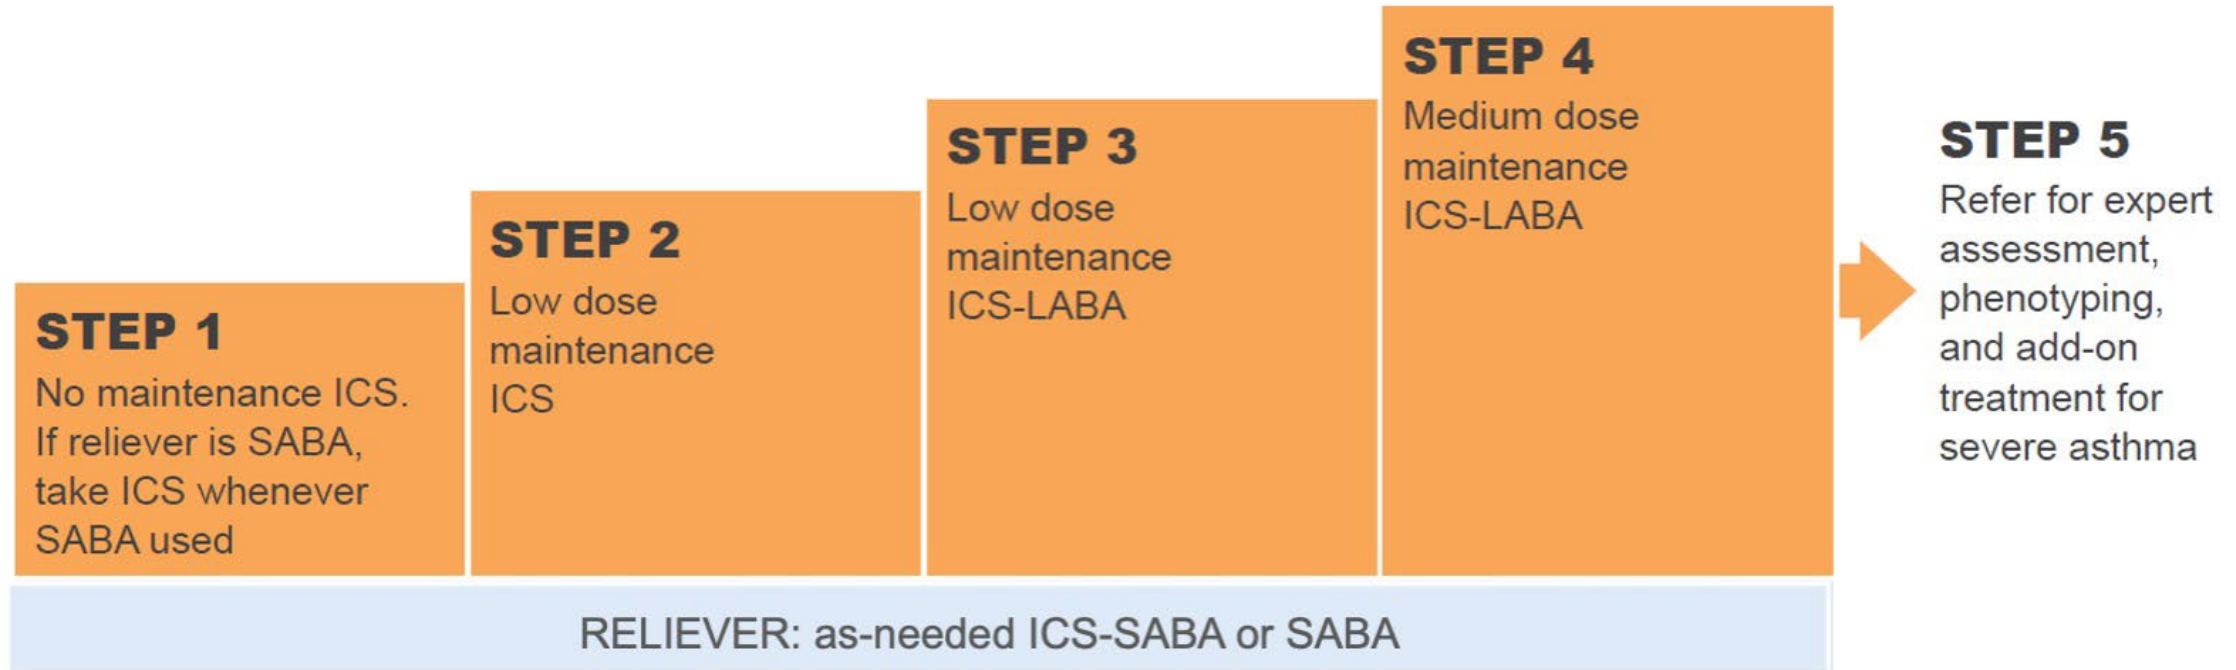 STEP 1
No maintenance ICS.
If reliever is SABA,
take ICS whenever
SABA used
STEP 2
Low dose
maintenance
ICS
STEP 3
Low dose
maintenance
ICS-LABA
STEP 4
Medium dose
maintenance
ICS-LABA
STEP 5
Refer for expert
assessment,
phenotyping,
and add-on
treatment for
severe asthma
RELIEVER: as-needed ICS-SABA or SABA